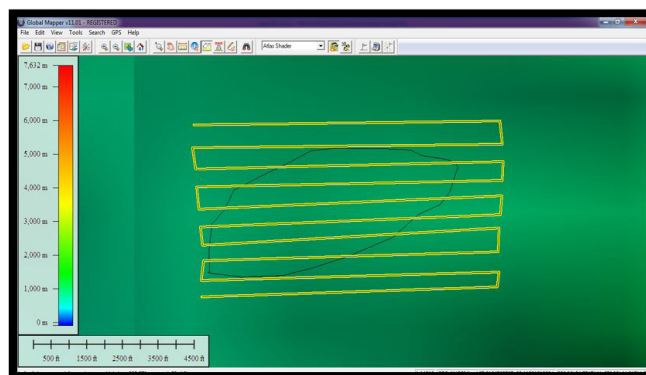 Global Mapper v11.01 - REGISTERED
File Edit View Tools Search GPS Help
Atlas Shader
7,632 m
7,000 m
6,000 m
5,000 m
4,000 m
3,000 m
2,000 m
1,000 m
0 m
500 ft 1500 ft 2500 ft 3500 ft 4500 ft